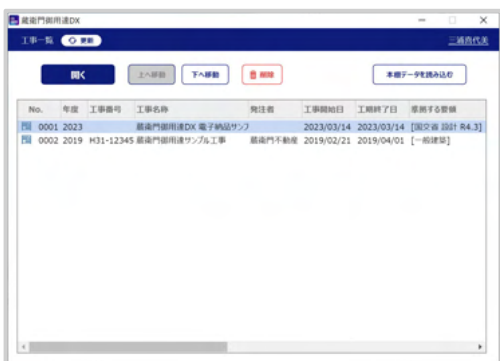 蔵衛門御用達DX
工事一覧 更新 三浦喜代美
開く 上へ移動 下へ移動 削除 本棚データを読み込む
No. 年度 工事番号 工事名称 発注者 工事開始日 工期終了日 準拠する要領
0001 2023 蔵衛門御用達DX 電子納品サンプ 2023/03/14 2023/03/14 [国交省 設計 R4.3]
0002 2019 H31-12345 蔵衛門御用達サンプル工事 蔵衛門不動産 2019/02/21 2019/04/01 [一般建築]